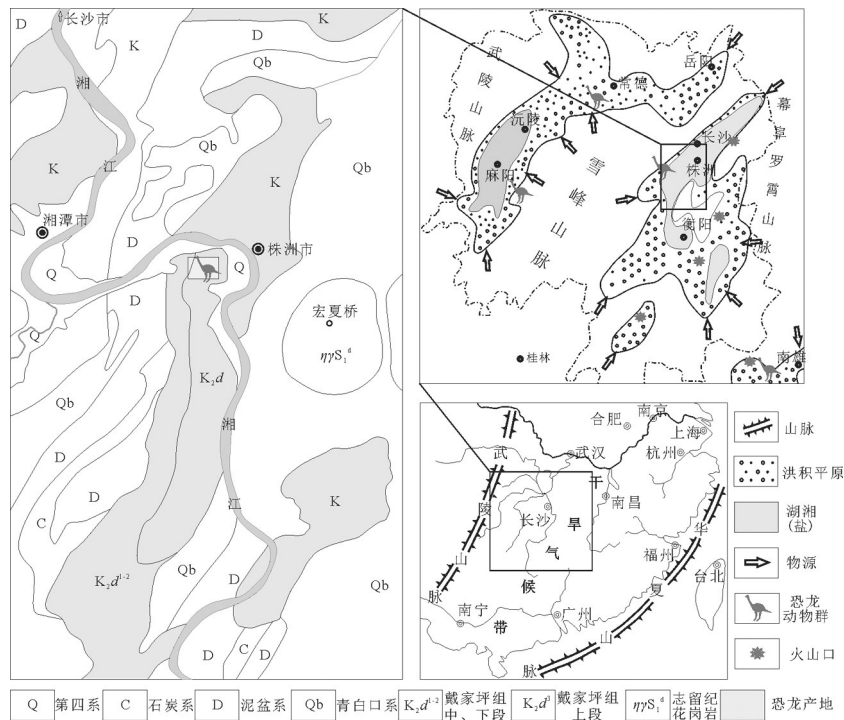 D
长沙市
K
K
D
Qb
湘
江
K
Qb
K
Qb
湘潭市
D
株洲市
Q
Q
D
宏夏桥
ηγS₁ᵈ
Q
K₂d
Qb
D
湘
江
D
D
K
C
K₂d¹⁻²
Qb
D
Qb
D
C
D
武
陵
山
脉
岳阳
常德
沅陵
麻阳
雪
峰
山
脉
长沙
株洲
衡阳
幕
阜
罗
霄
山
脉
桂林
南雄
合肥
南京
上海
武
武汉
杭州
干
南昌
陵
长沙
旱
华
气
福州
山
候
夏
台北
脉
南宁
带
广州
山
脉
山脉
洪积平原
湖湘
(盐)
物源
恐龙
动物群
火山口
Q 第四系
C 石炭系
D 泥盆系
Qb 青白口系
K₂d¹⁻² 戴家坪组
中、下段
K₂d³ 戴家坪组
上段
ηγS₁ᵈ 志留纪
花岗岩
恐龙产地